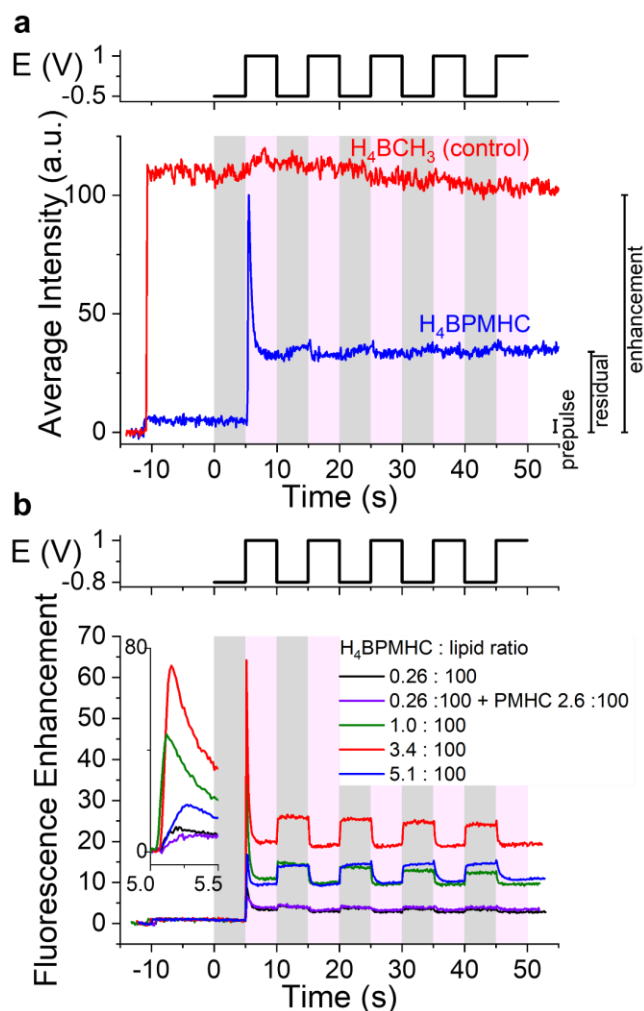 a
E (V)
1
-0.5
H₄BCH₃ (control)
Average Intensity (a.u.)
100
50
0
H₄BPMHC
prepulse
residual
enhancement
-10 0 10 20 30 40 50
Time (s)
b
E (V)
1
-0.8
Fluorescence Enhancement
70
60
50
40
30
20
10
0
80
0
5.0 5.5
H₄BPMHC : lipid ratio
0.26 : 100
0.26 :100 + PMHC 2.6 :100
1.0 : 100
3.4 : 100
5.1 : 100
-10 0 10 20 30 40 50
Time (s)